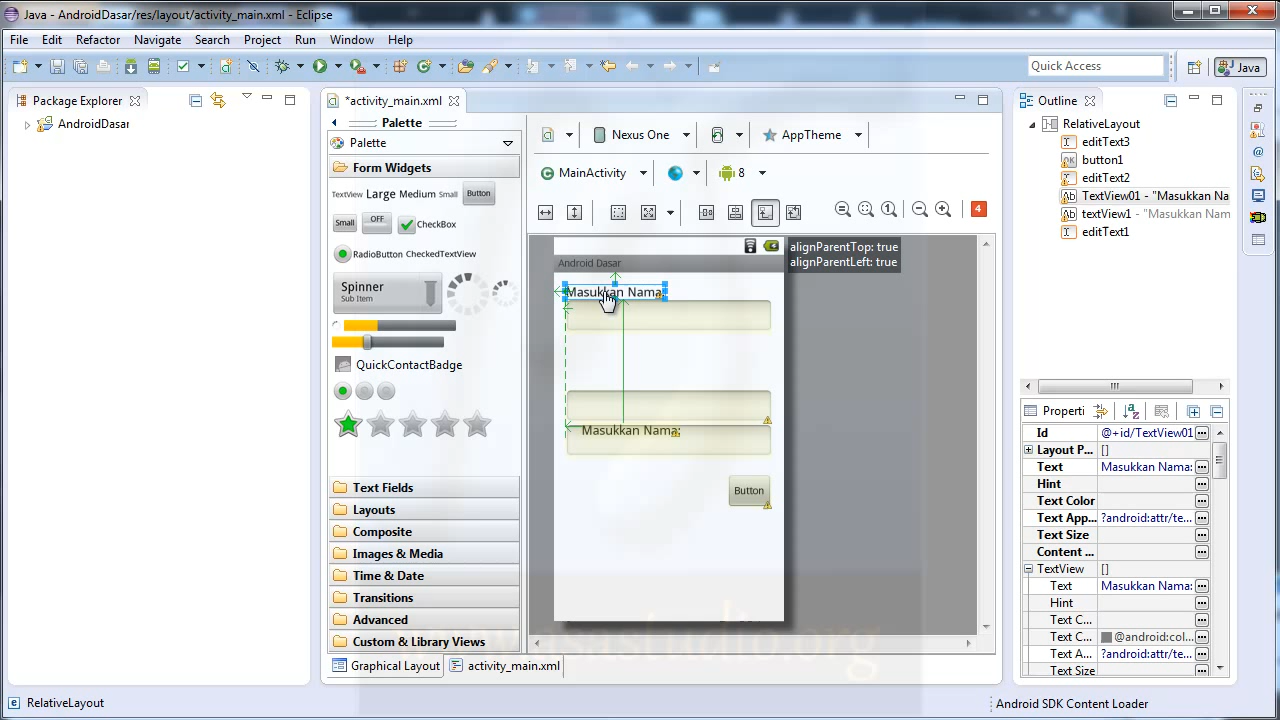 Java - AndroidDasar/res/layout/activity_main.xml - Eclipse
File Edit Refactor Navigate Search Project Run Window Help
Quick Access
Java
Package Explorer
AndroidDasar
*activity_main.xml
Palette
Palette
Form Widgets
TextView Large Medium Small Button
Small OFF CheckBox
RadioButton CheckedTextView
Spinner
Sub Item
QuickContactBadge
Text Fields
Layouts
Composite
Images & Media
Time & Date
Transitions
Advanced
Custom & Library Views
Graphical Layout activity_main.xml
Nexus One AppTheme
MainActivity 8
4
alignParentTop: true
alignParentLeft: true
Android Dasar
Masukkan Nama:
Masukkan Nama:
Button
Outline
RelativeLayout
editText3
button1
editText2
TextView01 - "Masukkan Na
textView1 - "Masukkan Nam
editText1
Properti
Id @+id/TextView01
Layout P... []
Text Masukkan Nama:
Hint
Text Color
Text App... ?android:attr/te...
Text Size
Content ...
TextView []
Text Masukkan Nama:
Hint
Text C...
Text C... @android:col...
Text A... ?android:attr/te...
Text Size
RelativeLayout
Android SDK Content Loader